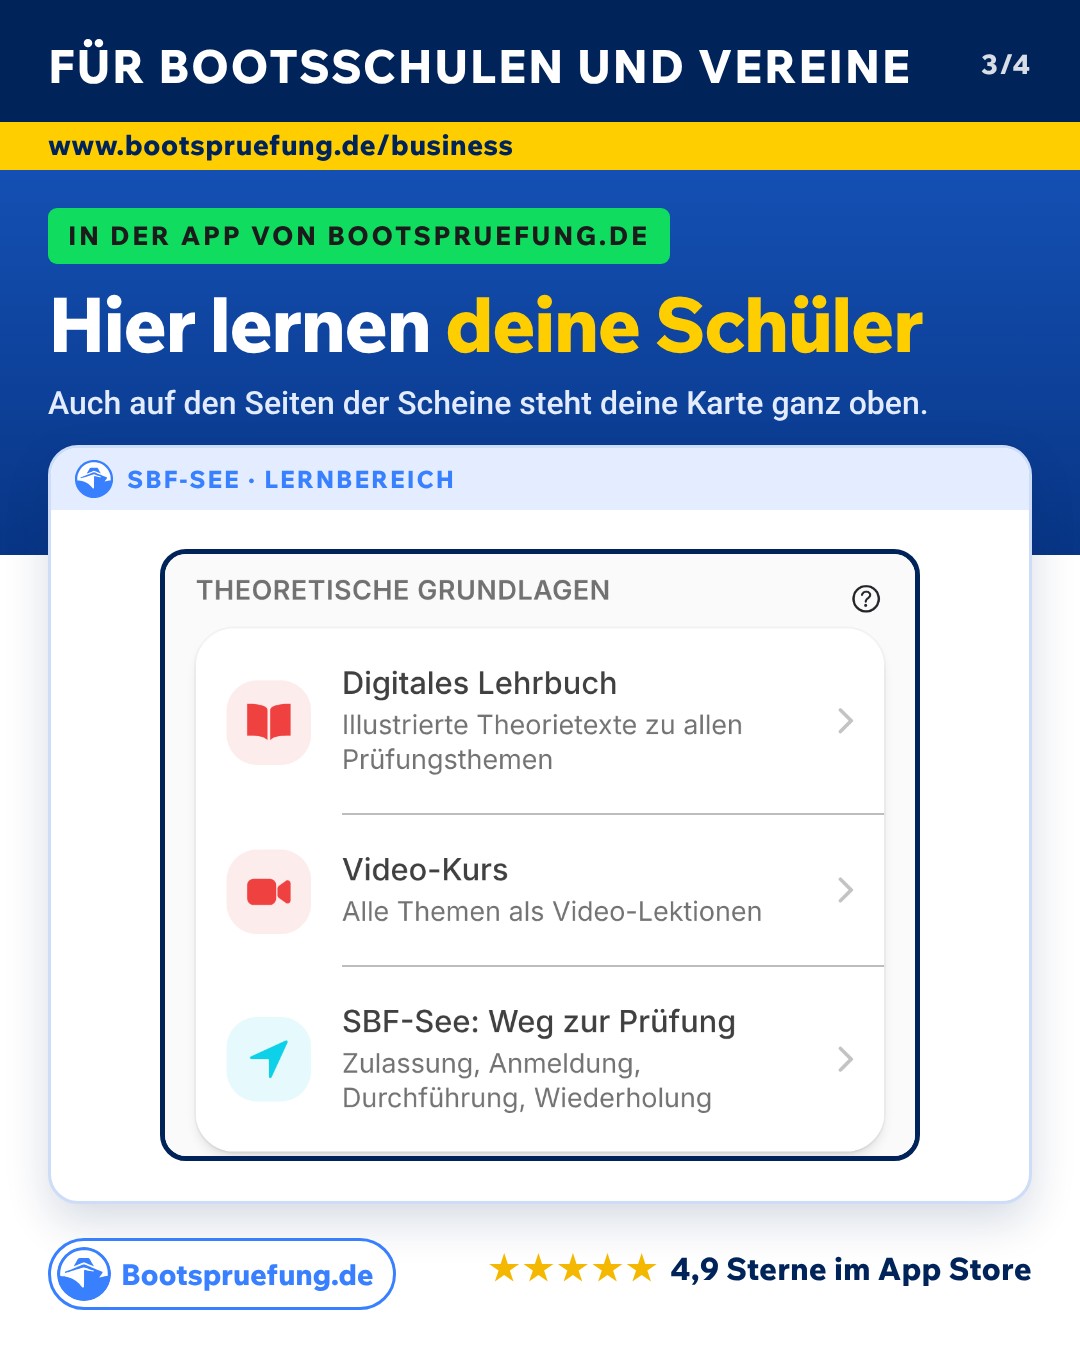 FÜR BOOTSSCHULEN UND VEREINE
3/4
www.bootspruefung.de/business
IN DER APP VON BOOTSPRUEFUNG.DE
Hier lernen deine Schüler
Auch auf den Seiten der Scheine steht deine Karte ganz oben.
SBF-SEE · LERNBEREICH
THEORETISCHE GRUNDLAGEN
Digitales Lehrbuch
Illustrierte Theorietexte zu allen
Prüfungsthemen
Video-Kurs
Alle Themen als Video-Lektionen
SBF-See: Weg zur Prüfung
Zulassung, Anmeldung,
Durchführung, Wiederholung
Bootspruefung.de
★★★★★ 4,9 Sterne im App Store